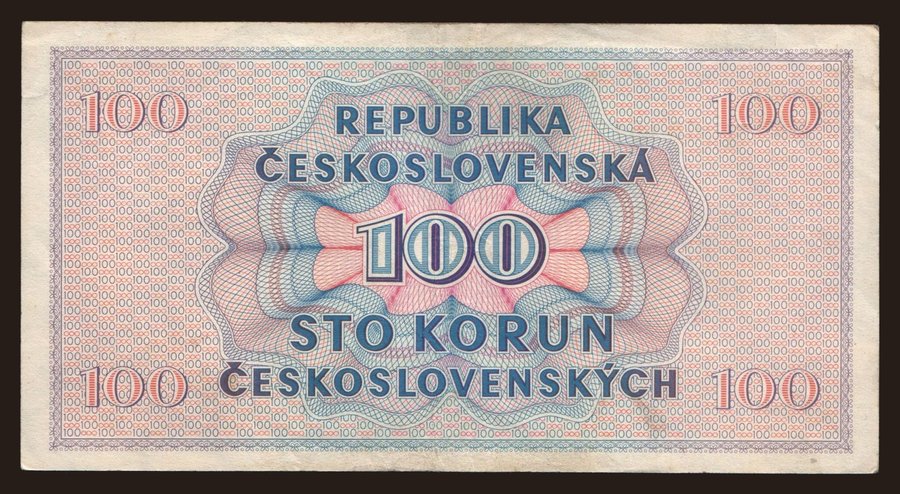 100 100
REPUBLIKA
ČESKOSLOVENSKÁ
100
STO KORUN
ČESKOSLOVENSKÝCH
100 100